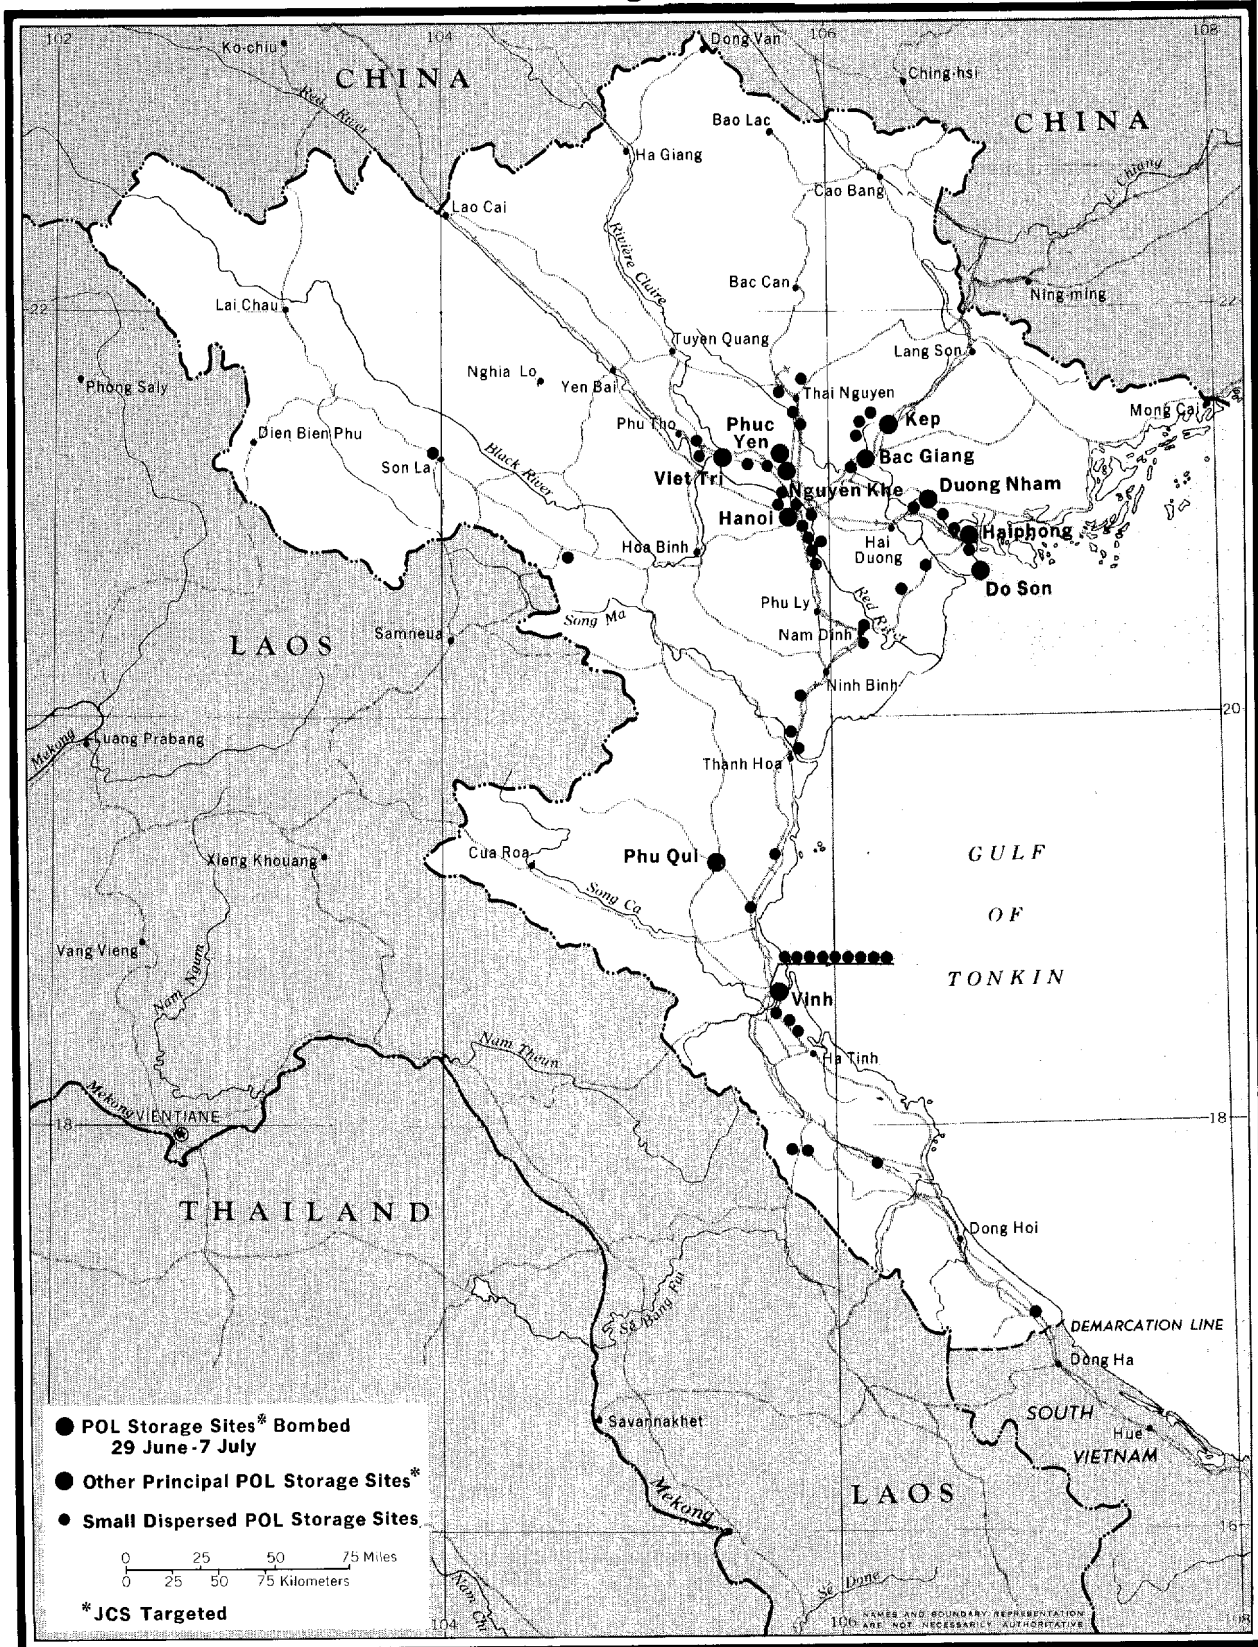 102
104
106
108
Ko-chiu
Dong Van
Ching-hsi
CHINA
CHINA
Red River
Bao Lac
Ha Giang
Cao Bang
Lao Cai
Rivière Claire
Bac Can
Ning-ming
Lai Chau
22
22
Tuyen Quang
Lang Son
Phong Saly
Nghia Lo
Yen Bai
Thai Nguyen
Mong Cai
Phu Tho
Phuc
Yen
Kep
Dien Bien Phu
Son La
Black River
Viet Tri
Bac Giang
Nguyen Khe
Duong Nham
Hanoi
Haiphong
Hoa Binh
Hai
Duong
Do Son
Phu Ly
Red River
Song Ma
Samneua
Nam Dinh
LAOS
Ninh Binh
20
Mekong
Luang Prabang
Thanh Hoa
Cua Roa
Phu Qui
GULF
OF
TONKIN
Xieng Khouang
Song Ca
Vang Vieng
Nam Ngum
Vinh
Nam Theun
Ha Tinh
Mekong
VIENTIANE
18
18
THAILAND
Dong Hoi
Se Bang Fai
DEMARCATION LINE
Dong Ha
Savannakhet
SOUTH
VIETNAM
Hue
Mekong
LAOS
16
POL Storage Sites* Bombed
29 June-7 July
Other Principal POL Storage Sites*
Small Dispersed POL Storage Sites
0 25 50 75 Miles
0 25 50 75 Kilometers
*JCS Targeted
Nam Chi
Se Done
104
106
108
NAMES AND BOUNDARY REPRESENTATION
ARE NOT NECESSARILY AUTHORITATIVE